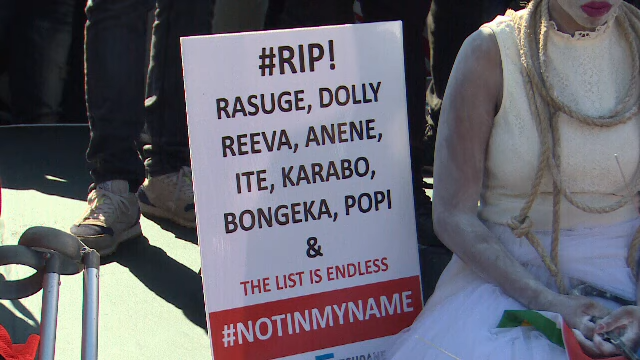 #RIP!
RASUGE, DOLLY
REEVA, ANENE,
ITE, KARABO,
BONGEKA, POPI
&
THE LIST IS ENDLESS
#NOTINMYNAME